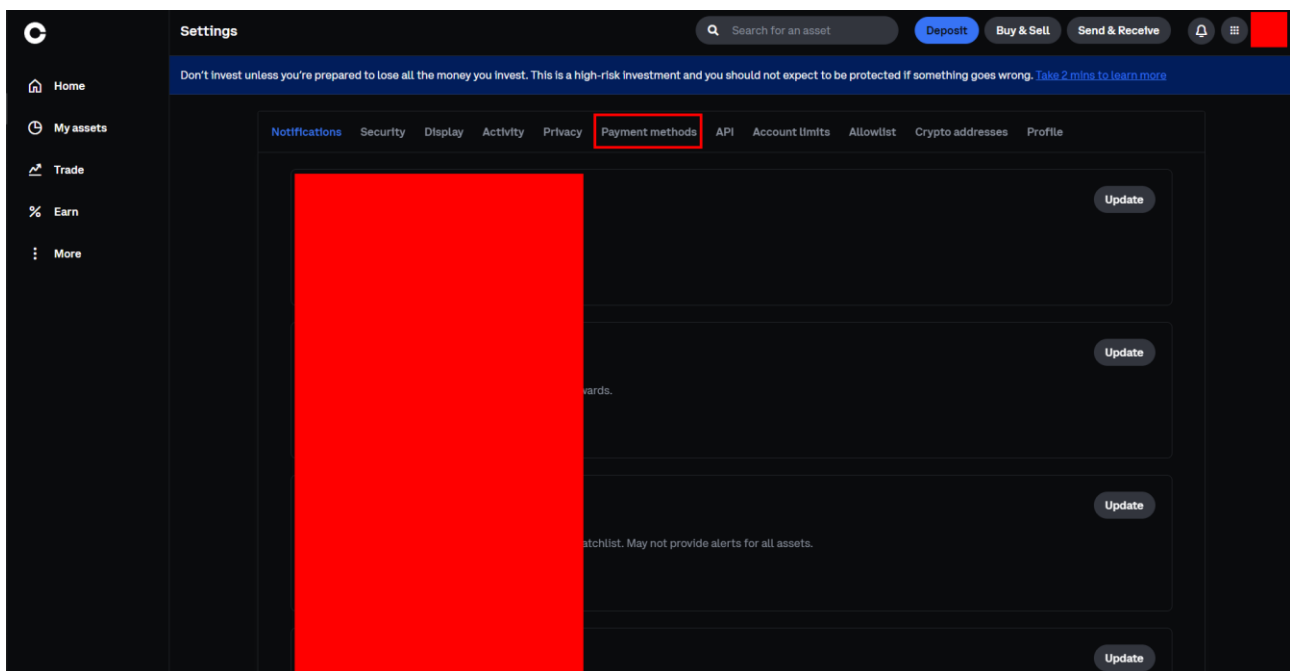 Settings
Search for an asset
Deposit
Buy & Sell
Send & Receive
Don't invest unless you're prepared to lose all the money you invest. This is a high-risk investment and you should not expect to be protected if something goes wrong. Take 2 mins to learn more
Home
My assets
Trade
Earn
More
Notifications Security Display Activity Privacy Payment methods API Account limits Allowlist Crypto addresses Profile
Update
Update
Update
alerts for all assets. May not provide
Update